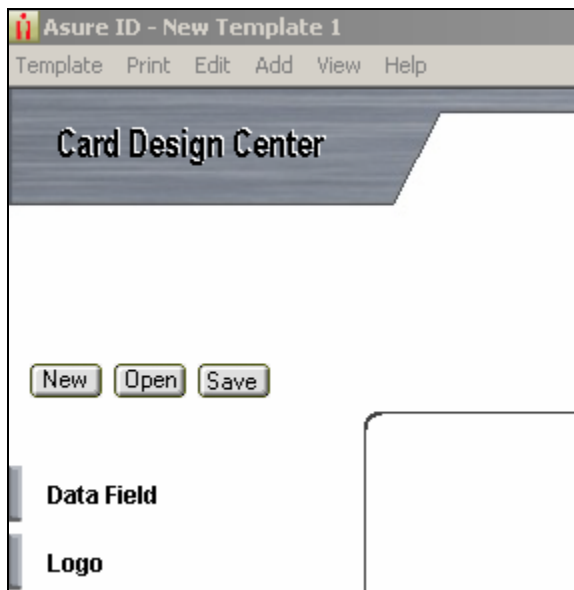 Asure ID - New Template 1
Template Print Edit Add View Help
Card Design Center
New Open Save
Data Field
Logo